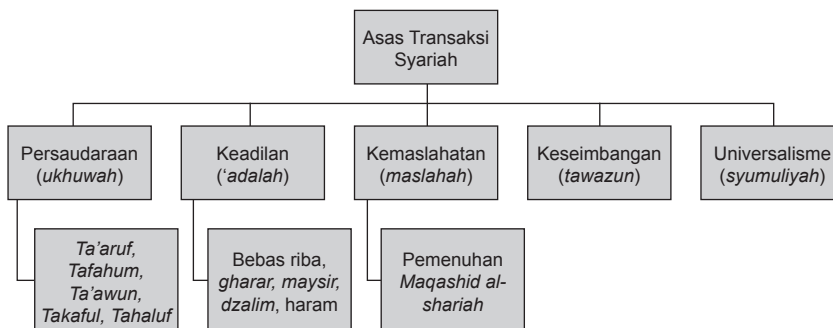 Asas Transaksi
Syariah
Persaudaraan
(ukhuwah)
Keadilan
(‘adalah)
Kemaslahatan
(maslahah)
Keseimbangan
(tawazun)
Universalisme
(syumuliyah)
Ta’aruf,
Tafahum,
Ta’awun,
Takaful, Tahaluf
Bebas riba,
gharar, maysir,
dzalim, haram
Pemenuhan
Maqashid al-
shariah